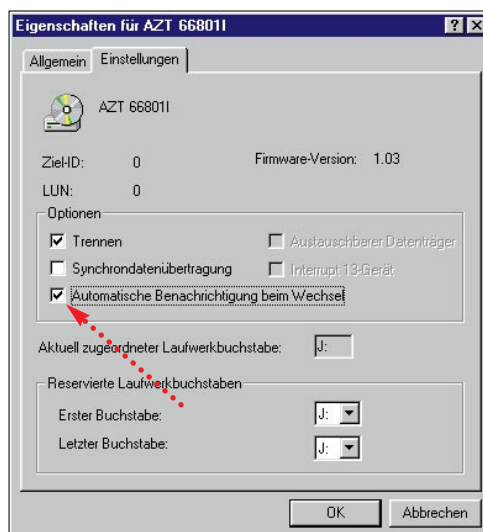 Eigenschaften für AZT 66801I
Allgemein Einstellungen
AZT 66801I
Ziel-ID: 0 Firmware-Version: 1.03
LUN: 0
Optionen
Trennen Austauschbarer Datenträger
Synchrondatenübertragung Interrupt 13-Gerät
Automatische Benachrichtigung beim Wechsel
Aktuell zugeordneter Laufwerkbuchstabe: J:
Reservierte Laufwerkbuchstaben
Erster Buchstabe: J:
Letzter Buchstabe: J:
OK Abbrechen